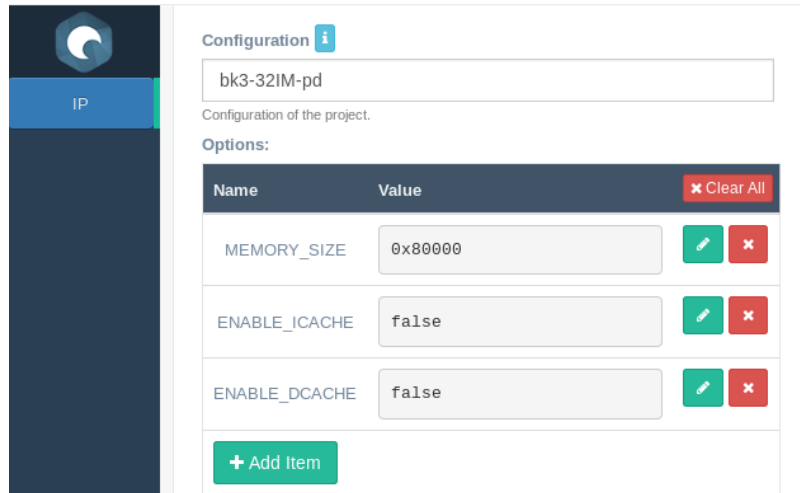 Configuration i
IP
bk3-32IM-pd
Configuration of the project.
Options:
Name Value Clear All
MEMORY_SIZE 0x80000
ENABLE_ICACHE false
ENABLE_DCACHE false
Add Item